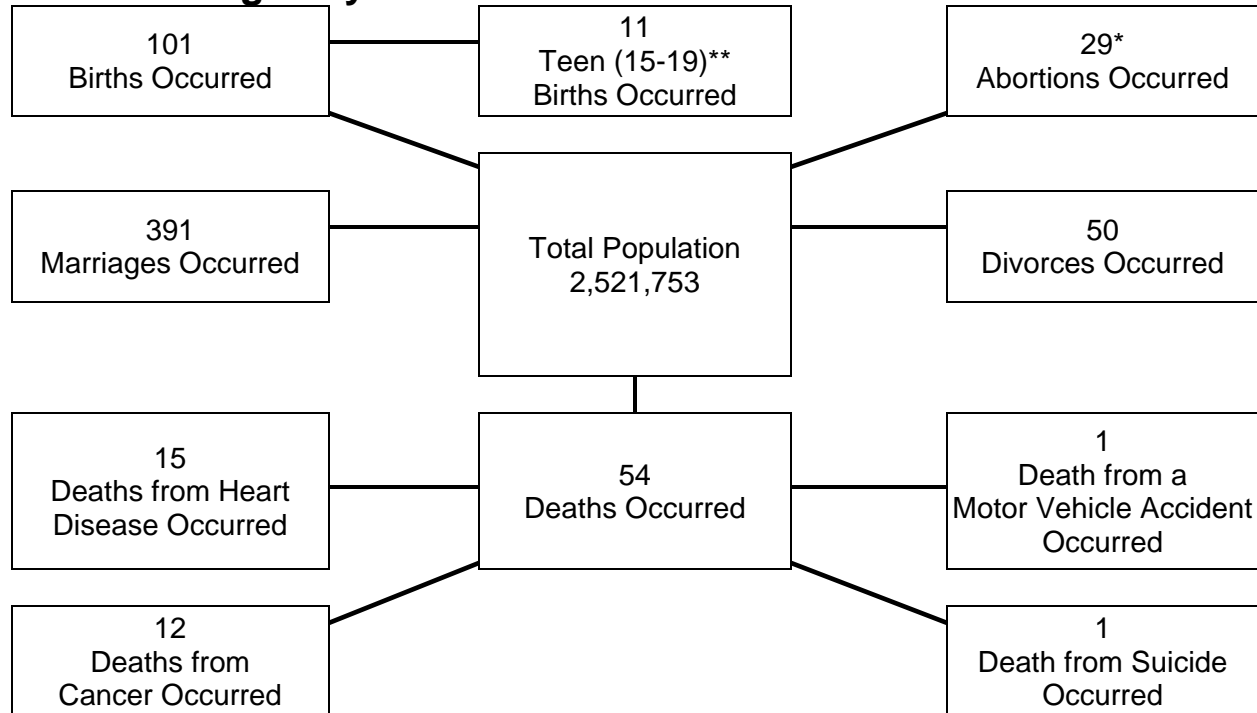 101
Births Occurred
11
Teen (15-19)**
Births Occurred
29*
Abortions Occurred
391
Marriages Occurred
Total Population
2,521,753
50
Divorces Occurred
15
Deaths from Heart
Disease Occurred
54
Deaths Occurred
1
Death from a
Motor Vehicle Accident
Occurred
12
Deaths from
Cancer Occurred
1
Death from Suicide
Occurred